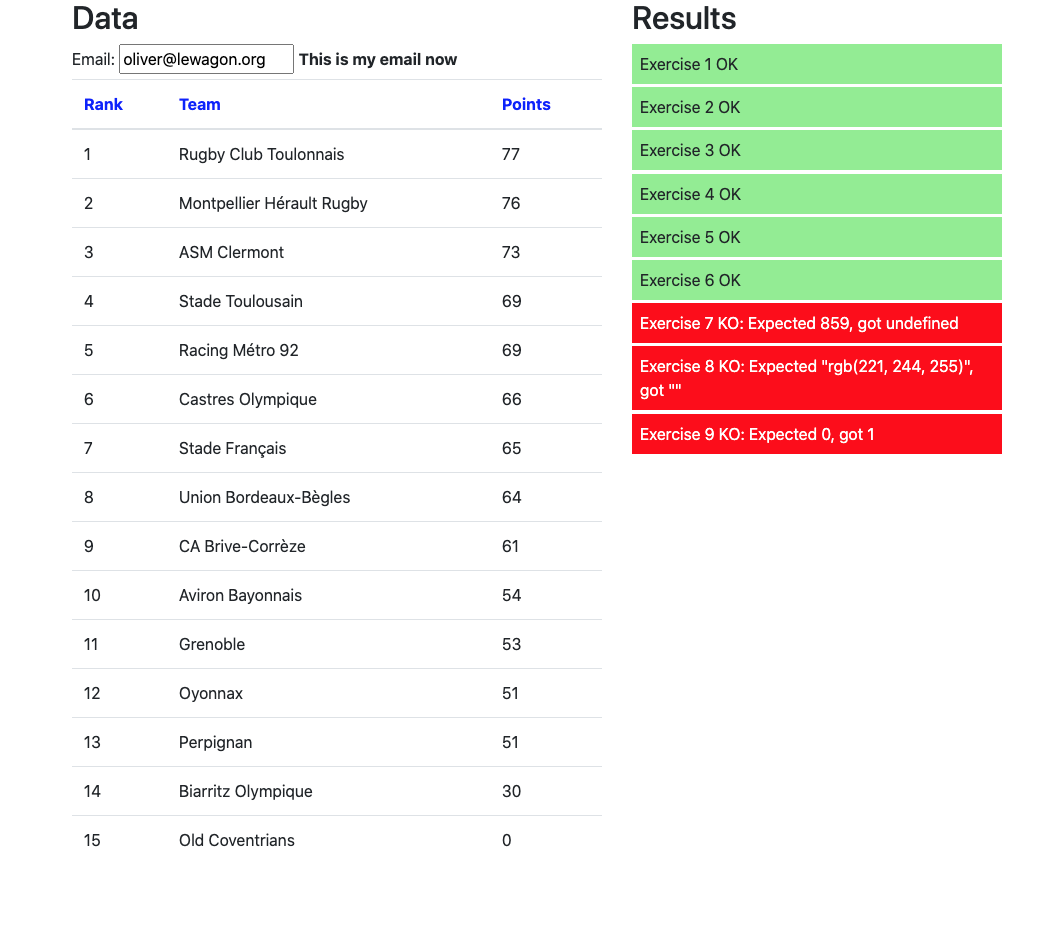 Data
Email: oliver@lewagon.org This is my email now
Rank Team Points
1 Rugby Club Toulonnais 77
2 Montpellier Hérault Rugby 76
3 ASM Clermont 73
4 Stade Toulousain 69
5 Racing Métro 92 69
6 Castres Olympique 66
7 Stade Français 65
8 Union Bordeaux-Bègles 64
9 CA Brive-Corrèze 61
10 Aviron Bayonnais 54
11 Grenoble 53
12 Oyonnax 51
13 Perpignan 51
14 Biarritz Olympique 30
15 Old Coventrians 0
Results
Exercise 1 OK
Exercise 2 OK
Exercise 3 OK
Exercise 4 OK
Exercise 5 OK
Exercise 6 OK
Exercise 7 KO: Expected 859, got undefined
Exercise 8 KO: Expected "rgb(221, 244, 255)",
got ""
Exercise 9 KO: Expected 0, got 1